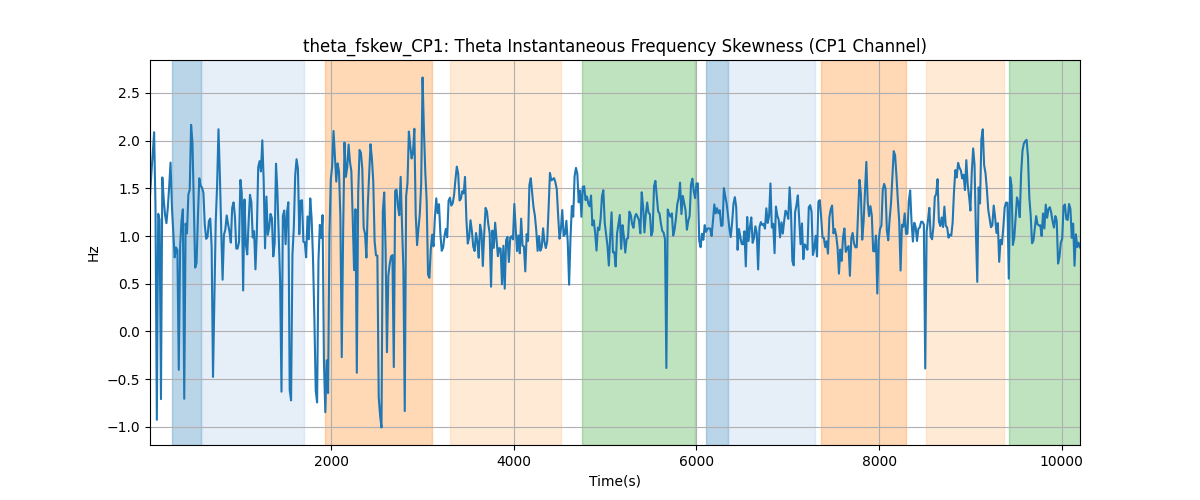 theta_fskew_CP1: Theta Instantaneous Frequency Skewness (CP1 Channel)
2.5
2.0
1.5
1.0
0.5
0.0
−0.5
−1.0
Hz
2000 4000 6000 8000 10000
Time(s)